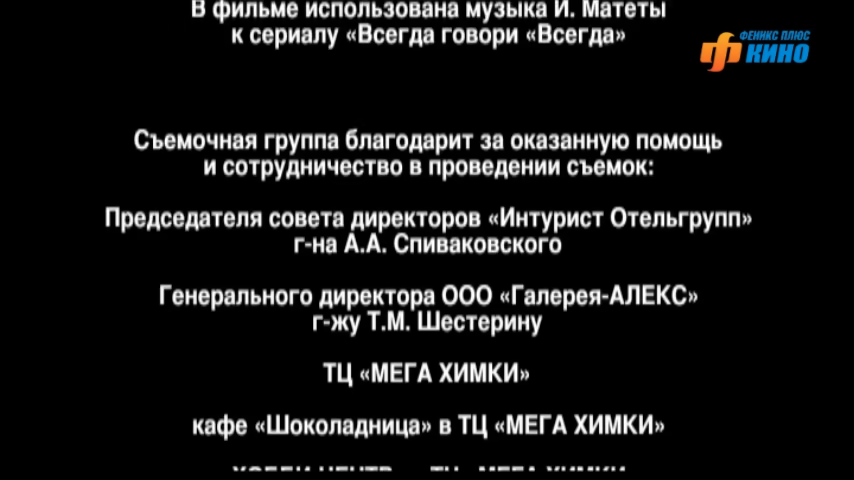 В фильме использована музыка И. Матеты
к сериалу «Всегда говори «Всегда»
ФЕНИКС ПЛЮС
КИНО
Съемочная группа благодарит за оказанную помощь
и сотрудничество в проведении съемок:
Председателя совета директоров «Интурист Отельгрупп»
г-на А.А. Спиваковского
Генерального директора ООО «Галерея-АЛЕКС»
г-жу Т.М. Шестерину
ТЦ «МЕГА ХИМКИ»
кафе «Шоколадница» в ТЦ «МЕГА ХИМКИ»